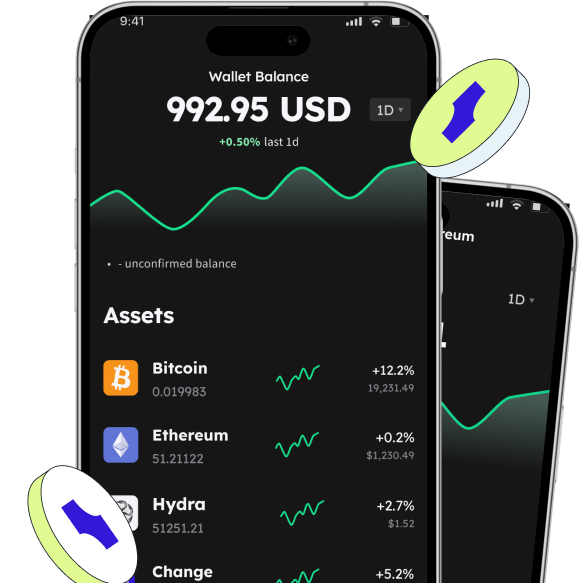 9:41
Wallet Balance
992.95 USD
1D
+0.50% last 1d
• - unconfirmed balance
Assets
Bitcoin
0.019983
+12.2%
19,231.49
Ethereum
51.21122
+0.2%
$1,230.49
Hydra
51251.21
+2.7%
$1.52
Change
+5.2%
reum
1D